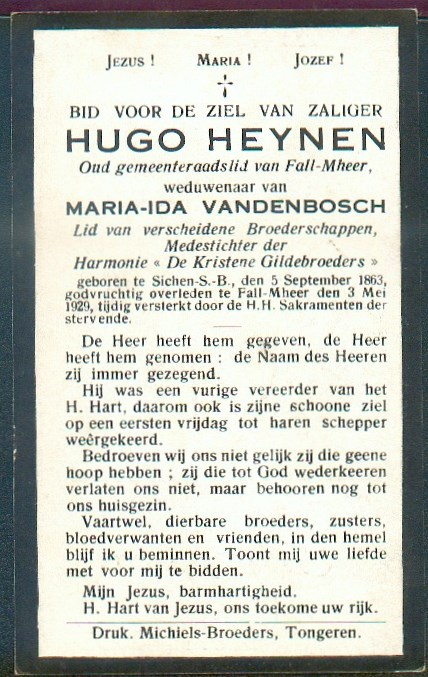 JEZUS ! MARIA ! JOZEF !
BID VOOR DE ZIEL VAN ZALIGER
HUGO HEYNEN
Oud gemeenteraadslid van Fall-Mheer,
weduwenaar van
MARIA-IDA VANDENBOSCH
Lid van verscheidene Broederschappen,
Medestichter der
Harmonie « De Kristene Gildebroeders »
geboren te Sichen-S.-B., den 5 September 1863,
godvruchtig overleden te Fall-Mheer den 3 Mei
1929, tijdig versterkt door de H.H. Sakramenten der
stervende.
De Heer heeft hem gegeven, de Heer
heeft hem genomen : de Naam des Heeren
zij immer gezegend.
Hij was een vurige vereerder van het
H. Hart, daarom ook is zijne schoone ziel
op een eersten vrijdag tot haren schepper
weêrgekeerd.
Bedroeven wij ons niet gelijk zij die geene
hoop hebben ; zij die tot God wederkeeren
verlaten ons niet, maar behooren nog tot
ons huisgezin.
Vaartwel, dierbare broeders, zusters,
bloedverwanten en vrienden, in den hemel
blijf ik u beminnen. Toont mij uwe liefde
met voor mij te bidden.
Mijn Jezus, barmhartigheid.
H. Hart van Jezus, ons toekome uw rijk.
Druk. Michiels-Broeders, Tongeren.